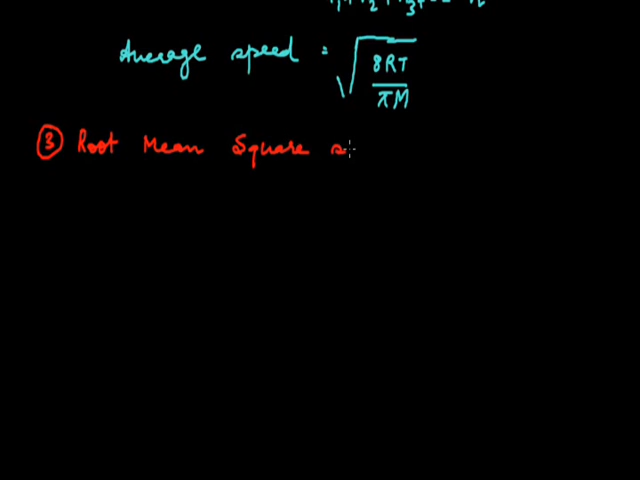 Average speed = √(8RT/πM)
③ Root Mean Square s